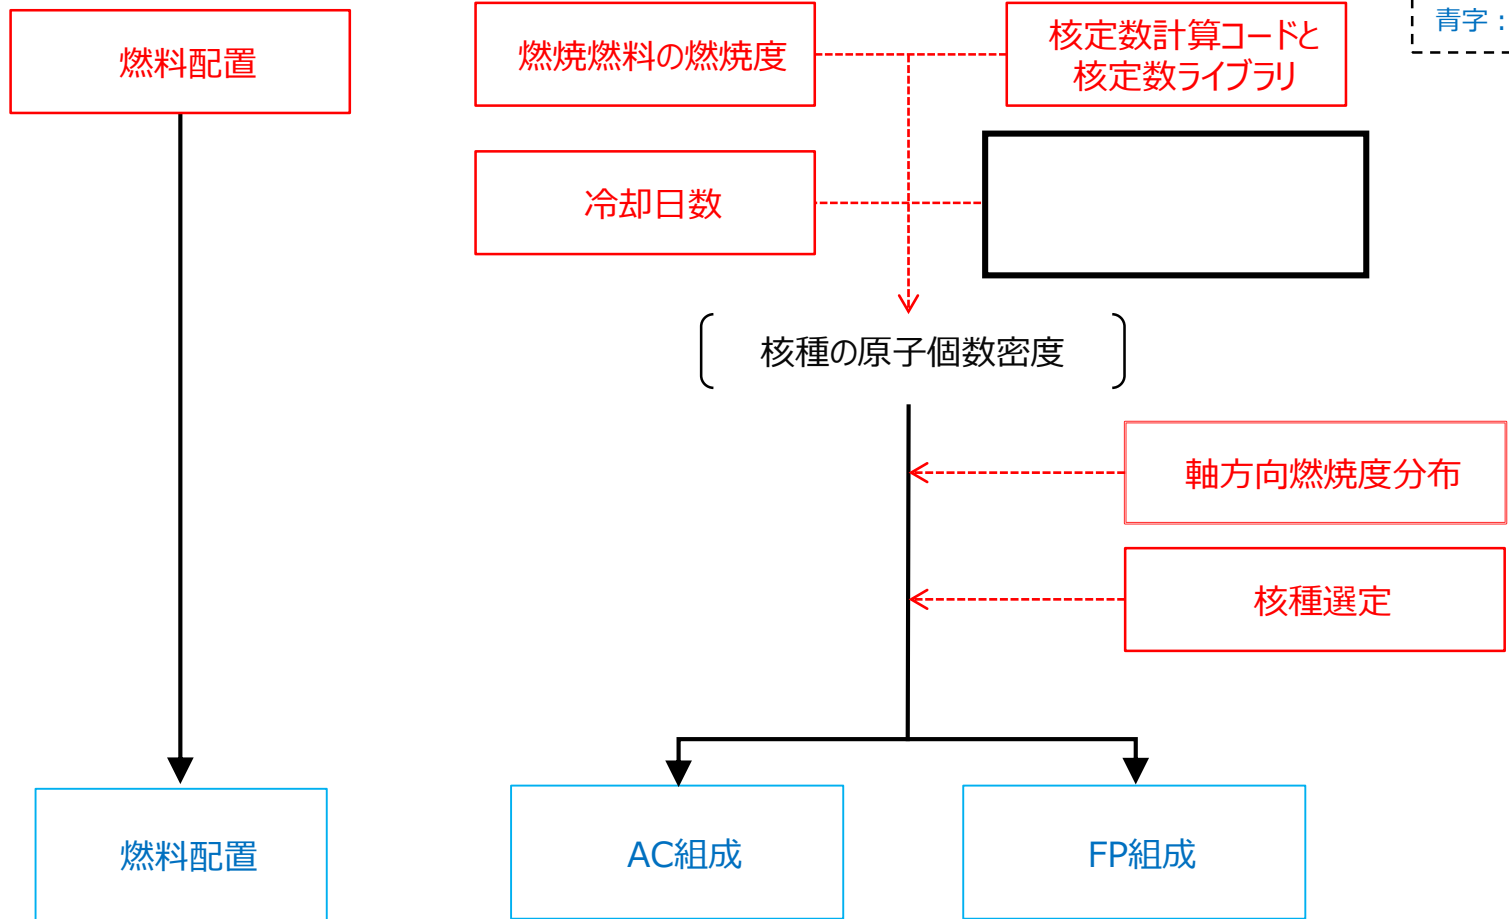 青字：
燃料配置
燃焼燃料の燃焼度
核定数計算コードと
核定数ライブラリ
冷却日数
核種の原子個数密度
軸方向燃焼度分布
核種選定
燃料配置
AC組成
FP組成